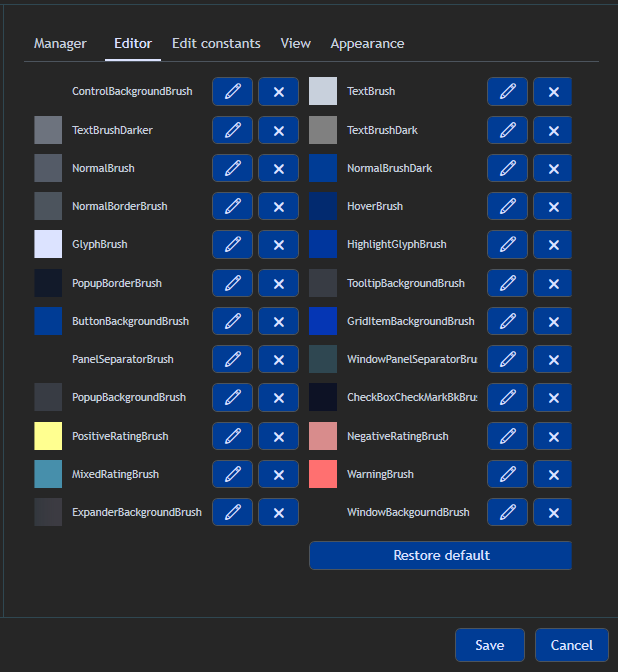 Manager Editor Edit constants View Appearance
ControlBackgroundBrush TextBrush
TextBrushDarker TextBrushDark
NormalBrush NormalBrushDark
NormalBorderBrush HoverBrush
GlyphBrush HighlightGlyphBrush
PopupBorderBrush TooltipBackgroundBrush
ButtonBackgroundBrush GridItemBackgroundBrush
PanelSeparatorBrush WindowPanelSeparatorBru
PopupBackgroundBrush CheckBoxCheckMarkBkBru
PositiveRatingBrush NegativeRatingBrush
MixedRatingBrush WarningBrush
ExpanderBackgroundBrush WindowBackgourndBrush
Restore default
Save Cancel